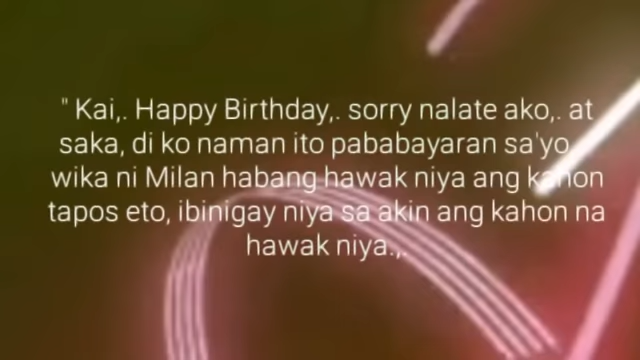 " Kai,. Happy Birthday,. sorry nalate ako,. at
saka, di ko naman ito pababayaran sa'yo
wika ni Milan habang hawak niya ang kahon
tapos eto, ibinigay niya sa akin ang kahon na
hawak niya.,.